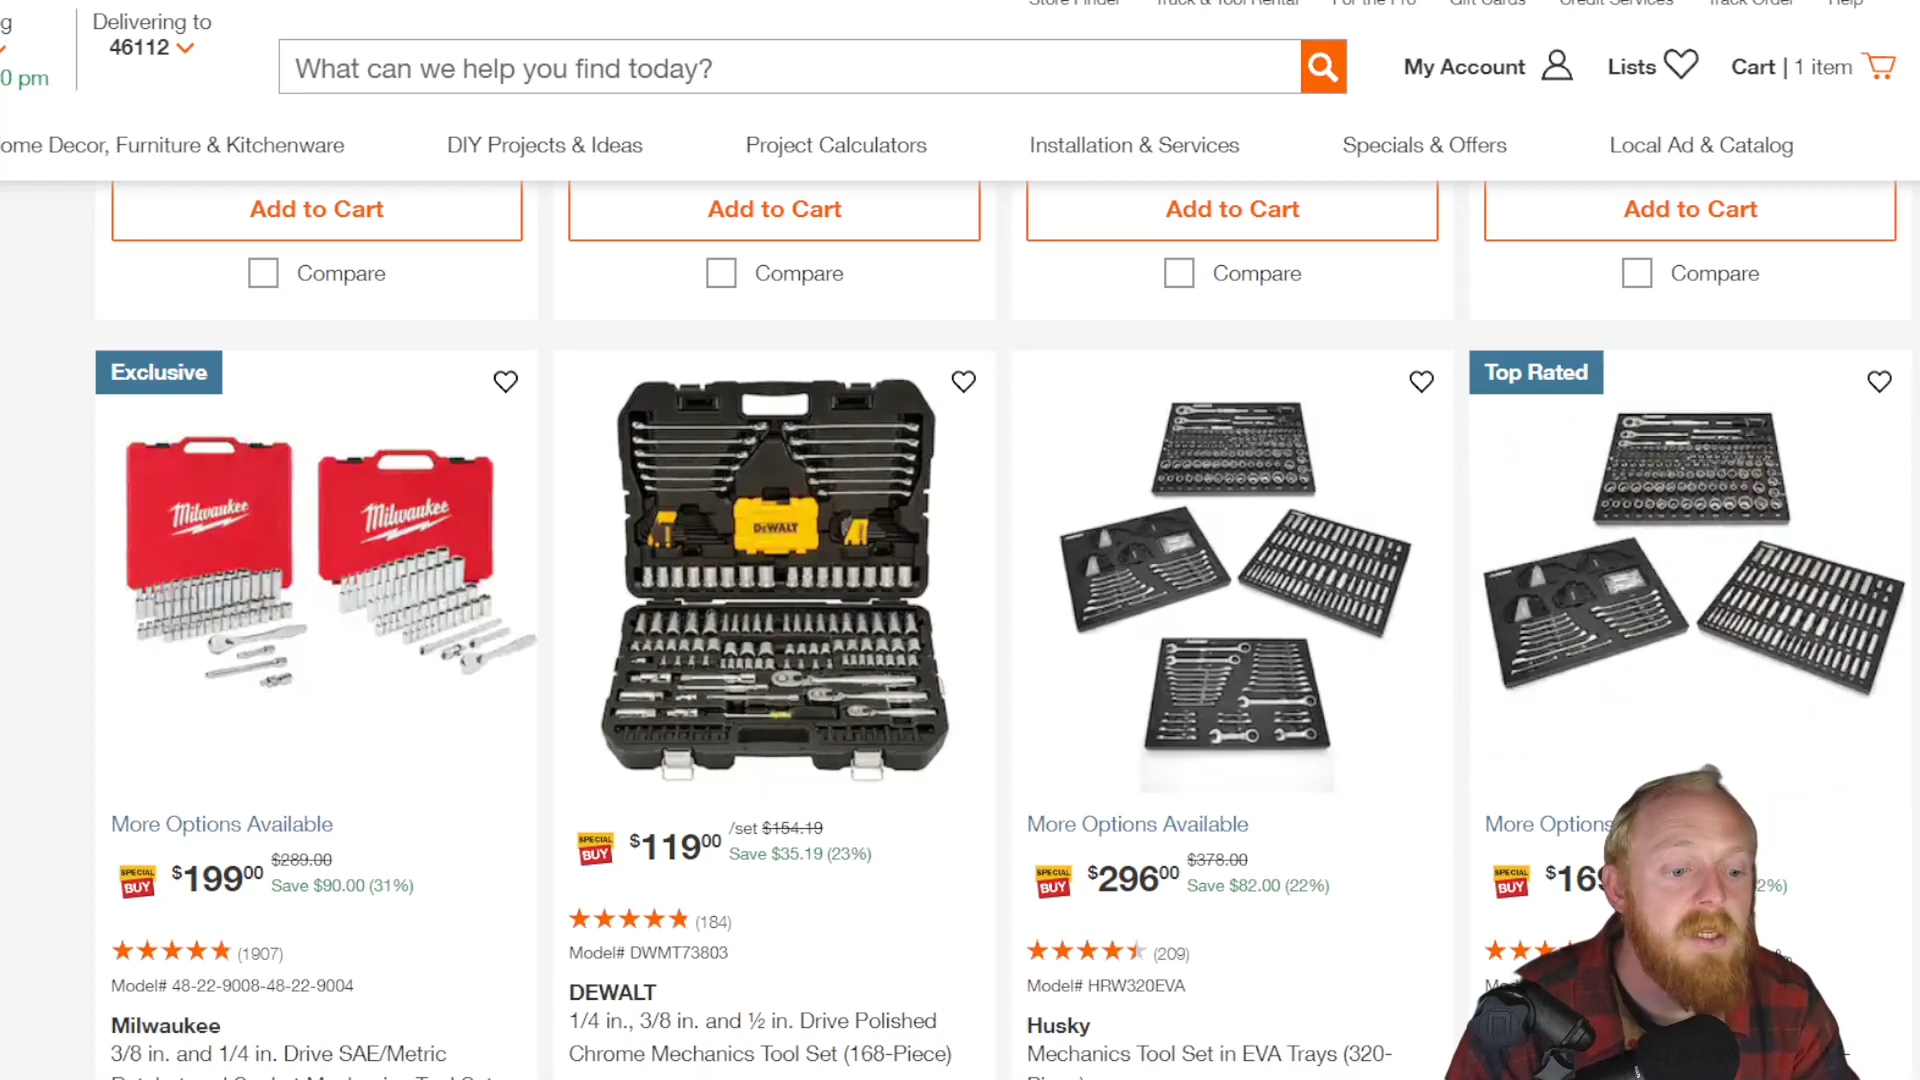 Delivering to
46112
0 pm
What can we help you find today?
My Account
Lists
Cart | 1 item
ome Decor, Furniture & Kitchenware
DIY Projects & Ideas
Project Calculators
Installation & Services
Specials & Offers
Local Ad & Catalog
Add to Cart
Add to Cart
Add to Cart
Add to Cart
Compare
Compare
Compare
Compare
Exclusive
Top Rated
Milwaukee
Milwaukee
DEWALT
More Options Available
SPECIAL BUY
$19900
$289.00
Save $90.00 (31%)
(1907)
Model# 48-22-9008-48-22-9004
Milwaukee
3/8 in. and 1/4 in. Drive SAE/Metric
SPECIAL BUY
$11900
/set $154.19
Save $35.19 (23%)
(184)
Model# DWMT73803
DEWALT
1/4 in., 3/8 in. and ½ in. Drive Polished
Chrome Mechanics Tool Set (168-Piece)
More Options Available
SPECIAL BUY
$29600
$378.00
Save $82.00 (22%)
(209)
Model# HRW320EVA
Husky
Mechanics Tool Set in EVA Trays (320-
More Options
SPECIAL BUY
$169
2%)